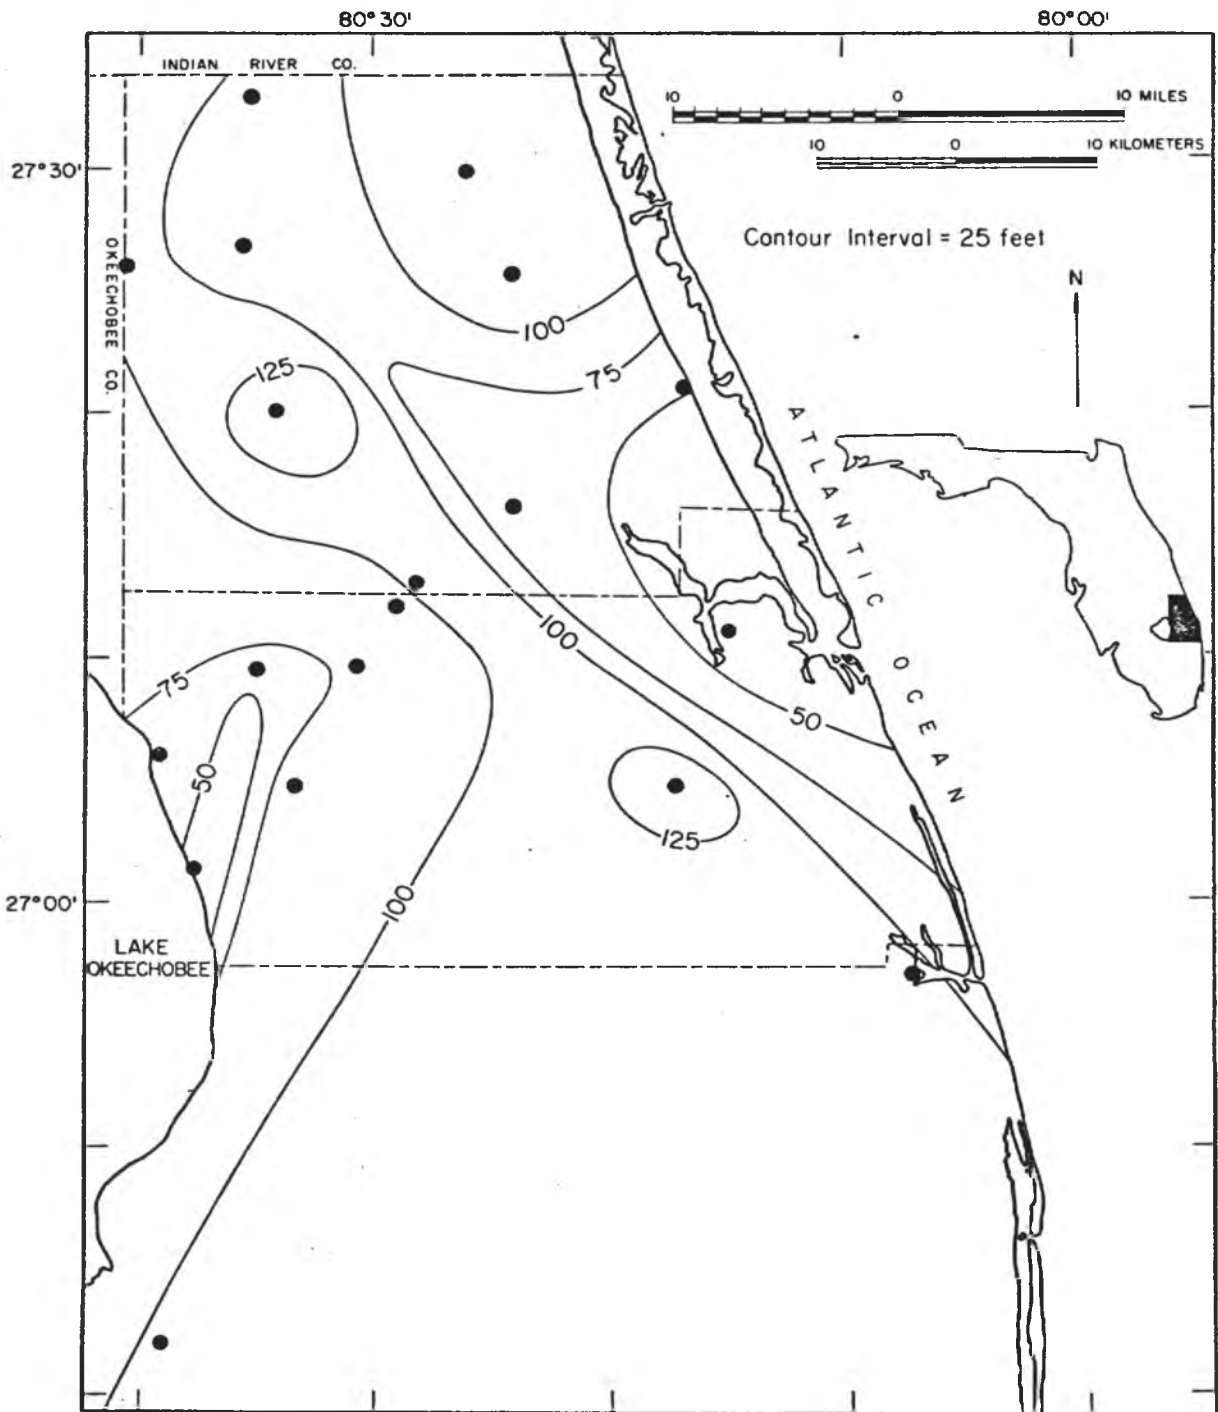 80°30'
80°00'
INDIAN RIVER CO.
10 0 10 MILES
10 0 10 KILOMETERS
27°30'
OKEECHOBEE CO.
Contour Interval = 25 feet
N
100
75
125
ATLANTIC OCEAN
100
75
50
50
125
100
27°00'
LAKE
OKEECHOBEE